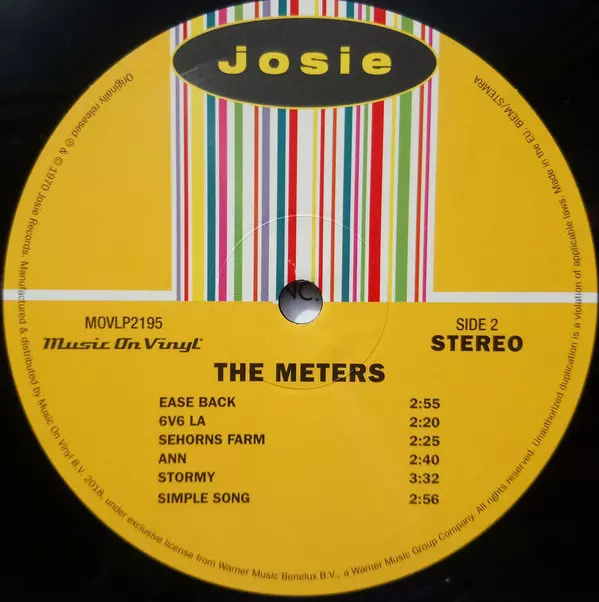 Josie
MOVLP2195
Music On Vinyl
SIDE 2
STEREO
THE METERS
EASE BACK 2:55
6V6 LA 2:20
SEHORNS FARM 2:25
ANN 2:40
STORMY 3:32
SIMPLE SONG 2:56
Originally released ℗ & © 1970 Josie Records. Manufactured & distributed by Music On Vinyl B.V. 2018, under exclusive license from Warner Music Benelux B.V., a Warner Music Group Company. All rights reserved. Unauthorized duplication is a violation of applicable laws. Made in the EU. BIEM/STEMRA